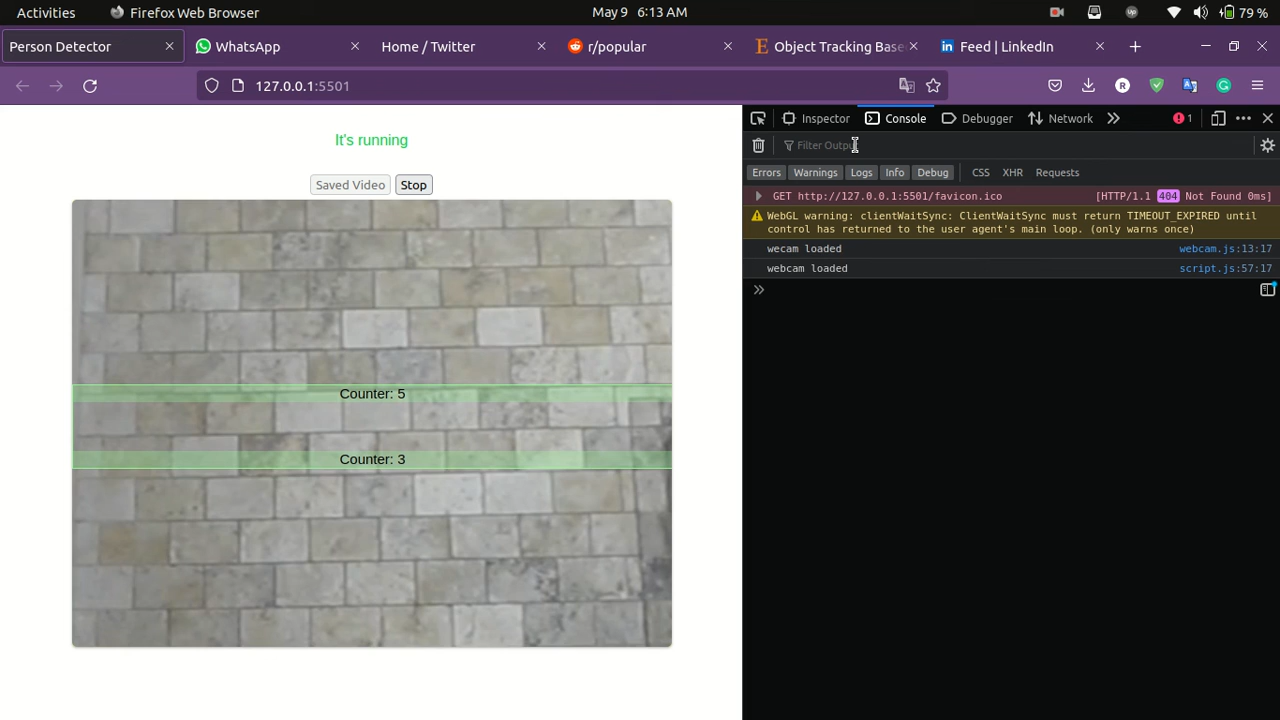 Activities Firefox Web Browser May 9 6:13 AM Up 79 %
Person Detector WhatsApp Home / Twitter r/popular Object Tracking Base Feed | LinkedIn
127.0.0.1:5501
It's running
Saved Video Stop
Counter: 5
Counter: 3
Inspector Console Debugger Network 1
Filter Outpu
Errors Warnings Logs Info Debug CSS XHR Requests
GET http://127.0.0.1:5501/favicon.ico [HTTP/1.1 404 Not Found 0ms]
WebGL warning: clientWaitSync: ClientWaitSync must return TIMEOUT_EXPIRED until
control has returned to the user agent's main loop. (only warns once)
wecam loaded webcam.js:13:17
webcam loaded script.js:57:17